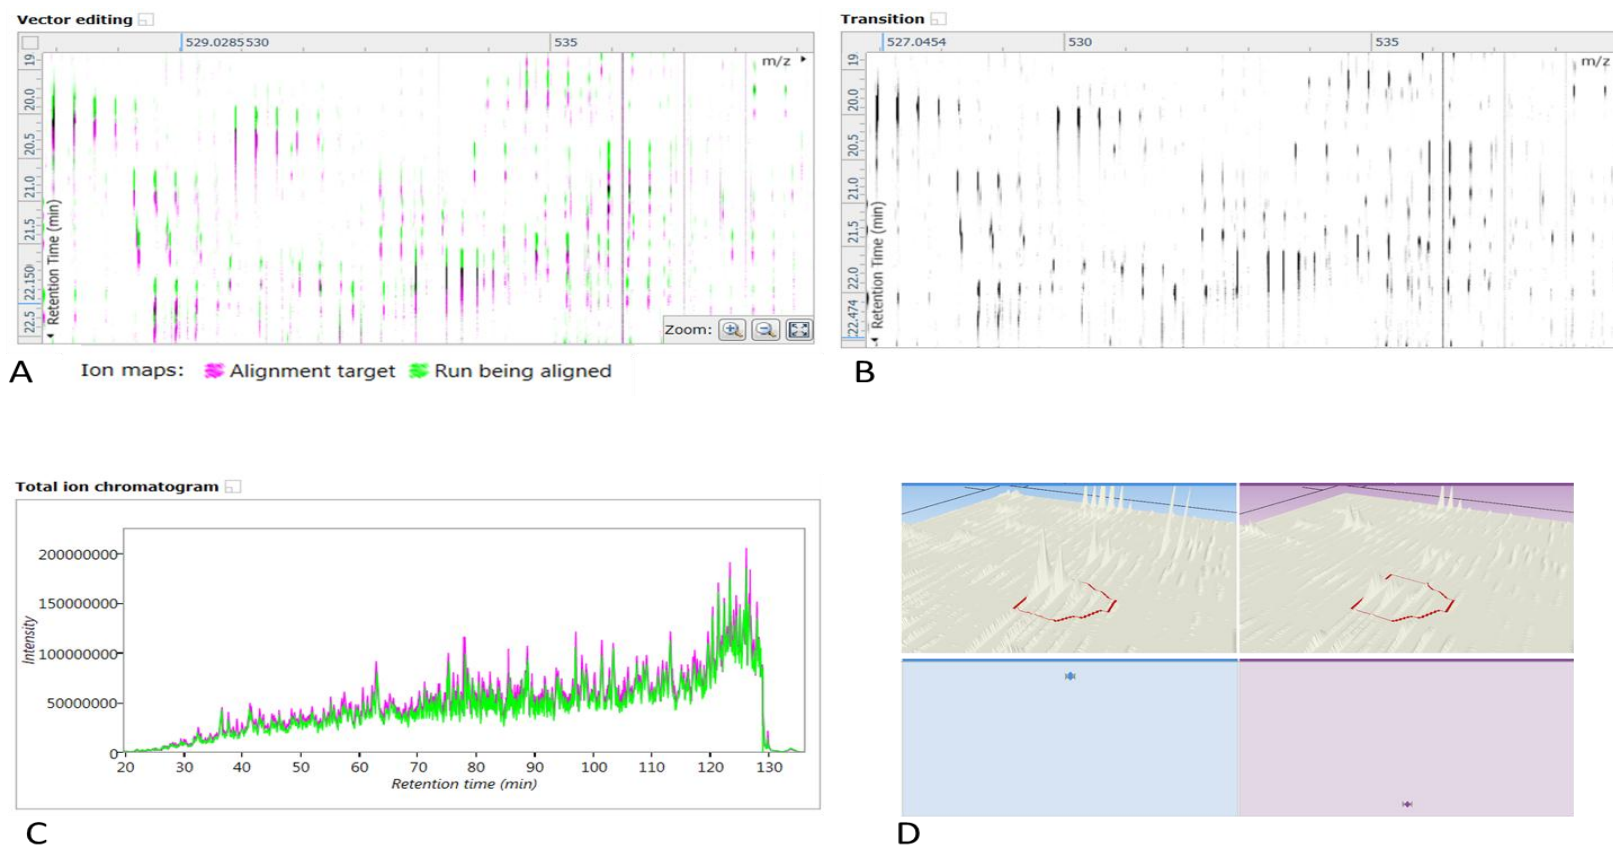 Vector editing
529.0285 530 535
m/z
19 20.0 20.5 21.0 21.5 22.150 22.5
Retention Time (min)
Zoom:
A
Ion maps: Alignment target Run being aligned
Transition
527.0454 530 535
m/z
19 20.0 20.5 21.0 21.5 22.0 22.474
Retention Time (min)
B
Total ion chromatogram
200000000
150000000
100000000
50000000
0
Intensity
20 30 40 50 60 70 80 90 100 110 120 130
Retention time (min)
C
D